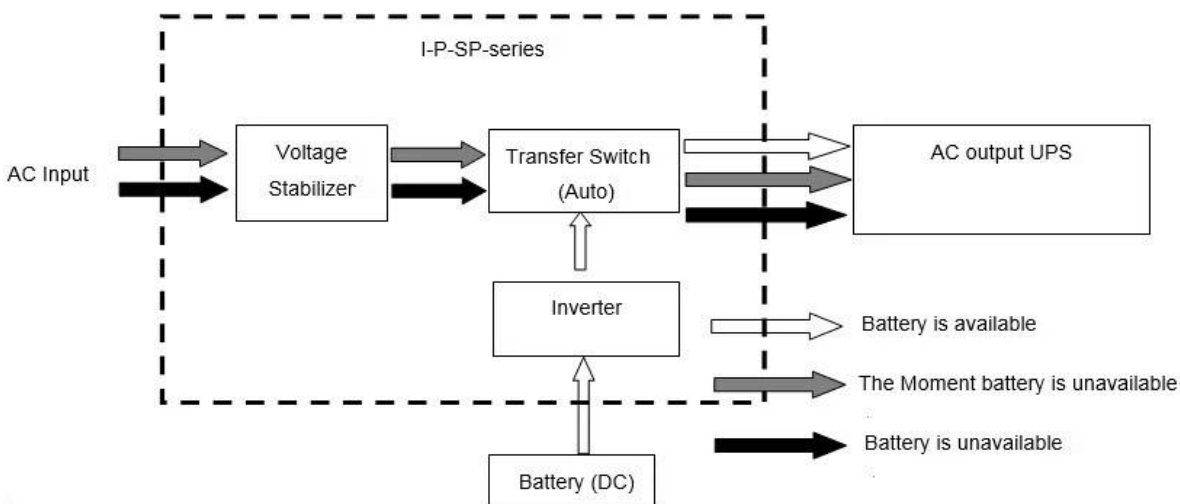 I-P-SP-series
AC Input
Voltage
Stabilizer
Transfer Switch
(Auto)
AC output UPS
Inverter
Battery (DC)
Battery is available
The Moment battery is unavailable
Battery is unavailable